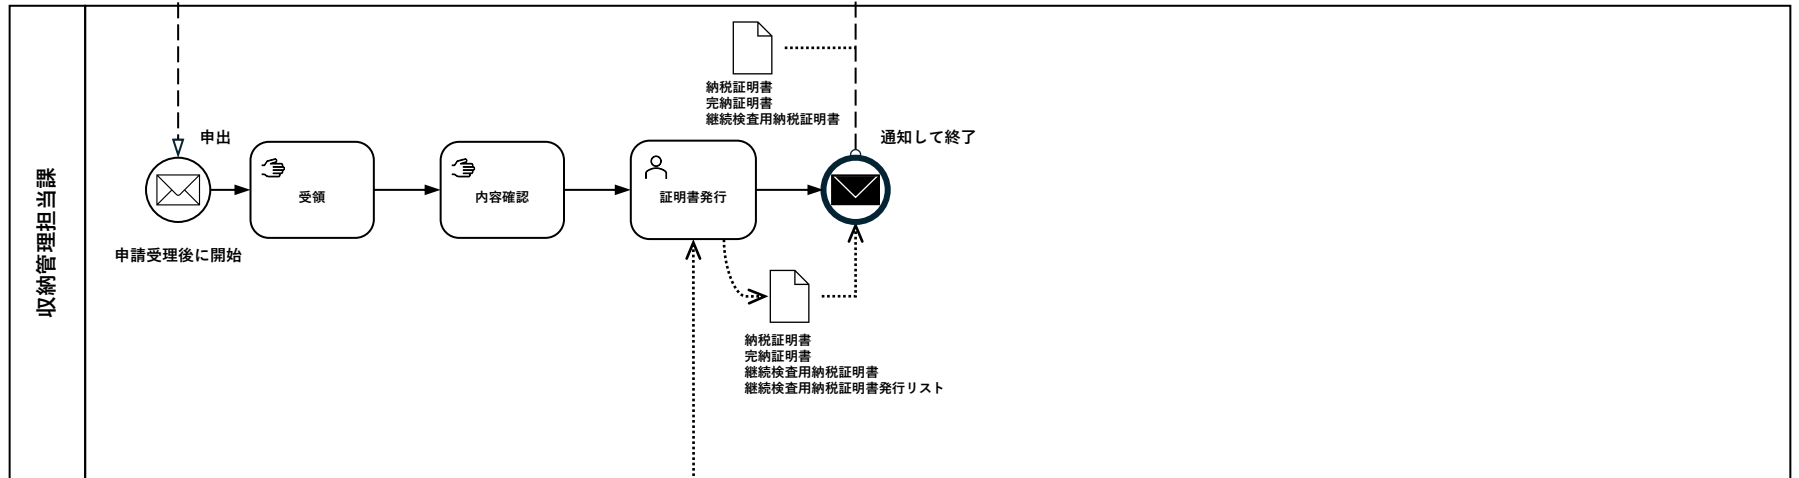 収納管理担当課
申出
申請受理後に開始
受領
内容確認
証明書発行
納税証明書
完納証明書
継続検査用納税証明書
通知して終了
納税証明書
完納証明書
継続検査用納税証明書
継続検査用納税証明書発行リスト